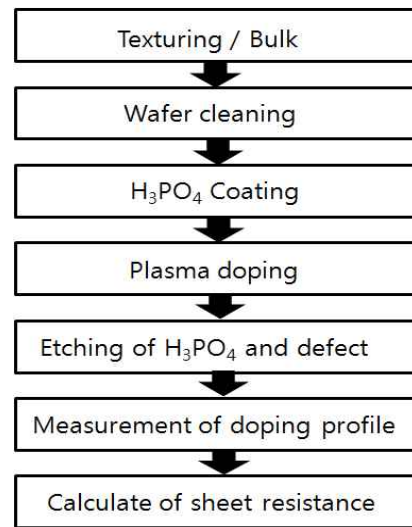 Texturing / Bulk
Wafer cleaning
H₃PO₄ Coating
Plasma doping
Etching of H₃PO₄ and defect
Measurement of doping profile
Calculate of sheet resistance